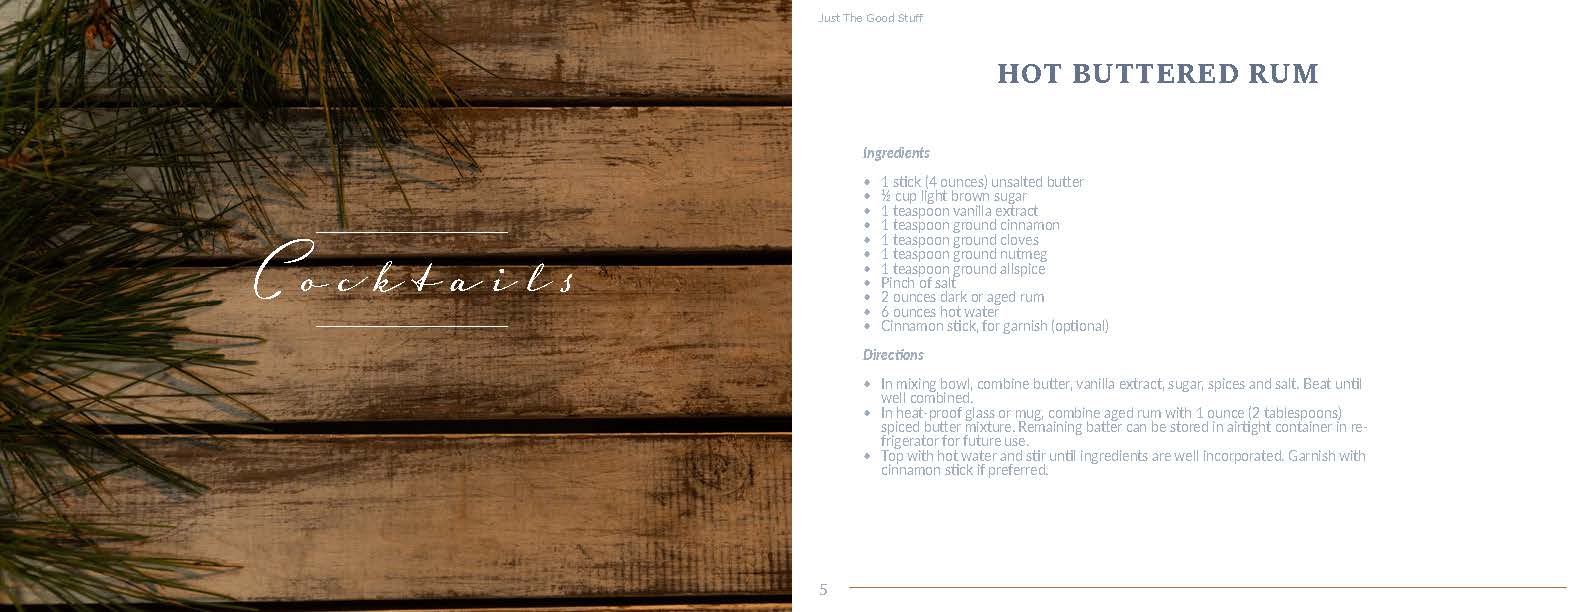 Cocktails
Just The Good Stuff
HOT BUTTERED RUM
Ingredients
• 1 stick (4 ounces) unsalted butter
• ½ cup light brown sugar
• 1 teaspoon vanilla extract
• 1 teaspoon ground cinnamon
• 1 teaspoon ground cloves
• 1 teaspoon ground nutmeg
• 1 teaspoon ground allspice
• Pinch of salt
• 2 ounces dark or aged rum
• 6 ounces hot water
• Cinnamon stick, for garnish (optional)
Directions
• In mixing bowl, combine butter, vanilla extract, sugar, spices and salt. Beat until
well combined.
• In heat-proof glass or mug, combine aged rum with 1 ounce (2 tablespoons)
spiced butter mixture. Remaining batter can be stored in airtight container in re-
frigerator for future use.
• Top with hot water and stir until ingredients are well incorporated. Garnish with
cinnamon stick if preferred.
5